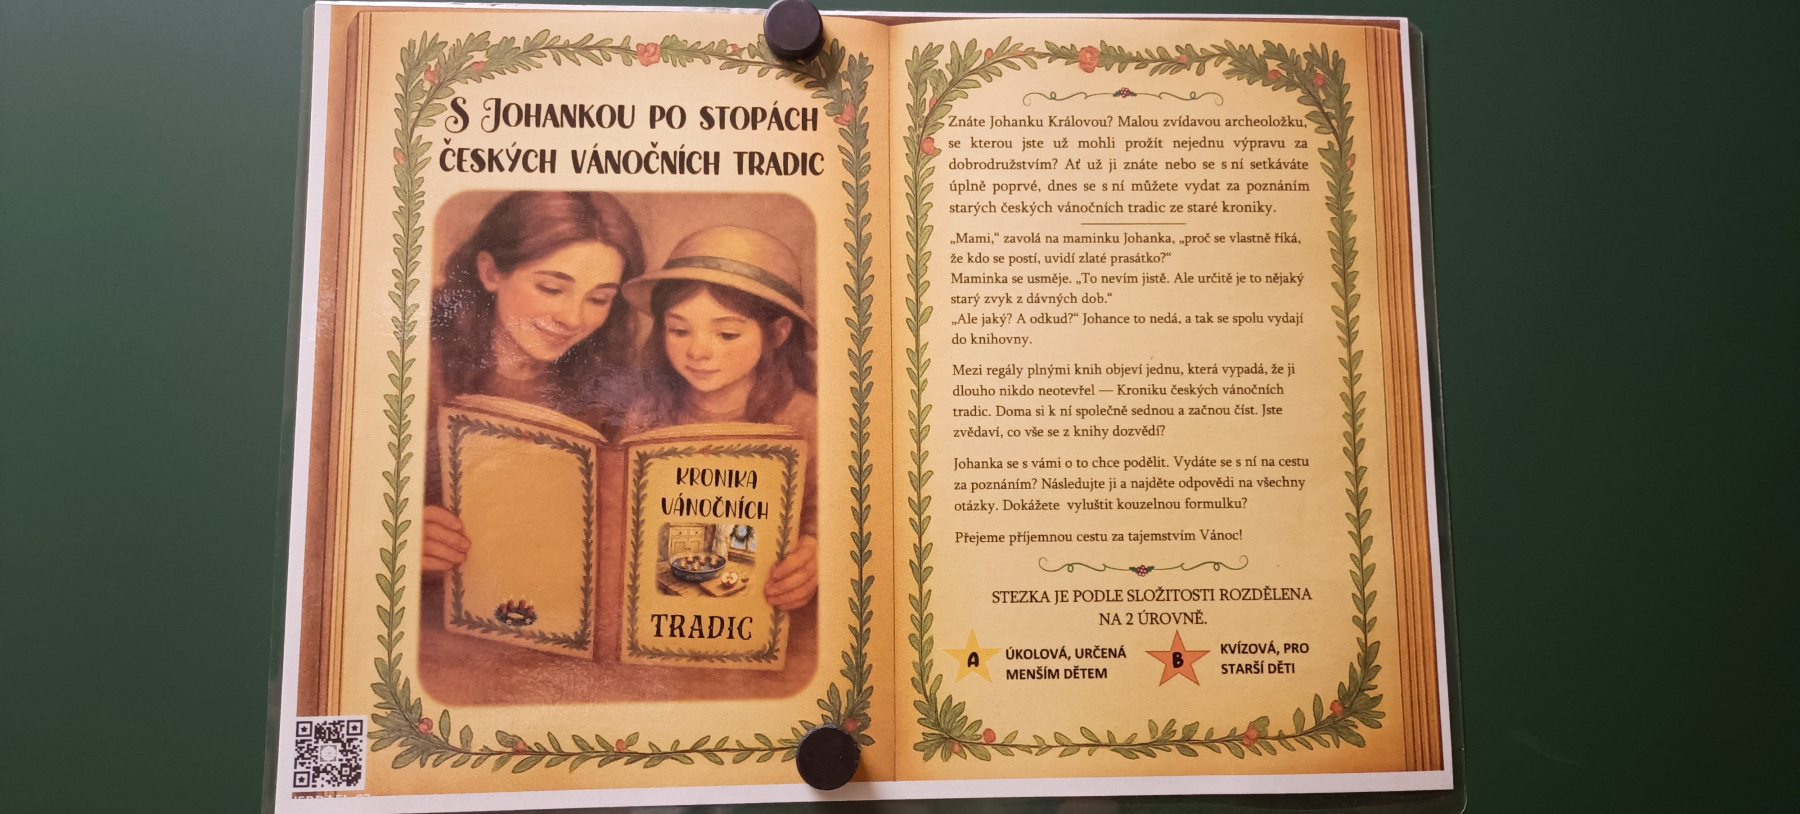 S JOHANKOU PO STOPÁCH
ČESKÝCH VÁNOČNÍCH TRADIC
KRONIKA
VÁNOČNÍCH
TRADIC
Znáte Johanku Královou? Malou zvídavou archeoložku,
se kterou jste už mohli prožít nejednu výpravu za
dobrodružstvím? Ať už ji znáte nebo se s ní setkáváte
úplně poprvé, dnes se s ní můžete vydat za poznáním
starých českých vánočních tradic ze staré kroniky.
„Mami,“ zavolá na maminku Johanka, „proč se vlastně říká,
že kdo se postí, uvidí zlaté prasátko?“
Maminka se usměje. „To nevím jistě. Ale určitě je to nějaký
starý zvyk z dávných dob.“
„Ale jaký? A odkud?“ Johance to nedá, a tak se spolu vydají
do knihovny.
Mezi regály plnými knih objeví jednu, která vypadá, že ji
dlouho nikdo neotevřel — Kroniku českých vánočních
tradic. Doma si k ní společně sednou a začnou číst. Jste
zvědaví, co vše se z knihy dozvědí?
Johanka se s vámi o to chce podělit. Vydáte se s ní na cestu
za poznáním? Následujte ji a najděte odpovědi na všechny
otázky. Dokážete vyluštit kouzelnou formulku?
Přejeme příjemnou cestu za tajemstvím Vánoc!
STEZKA JE PODLE SLOŽITOSTI ROZDĚLENA
NA 2 ÚROVNĚ.
A ÚKOLOVÁ, URČENÁ
MENŠÍM DĚTEM
B KVÍZOVÁ, PRO
STARŠÍ DĚTI